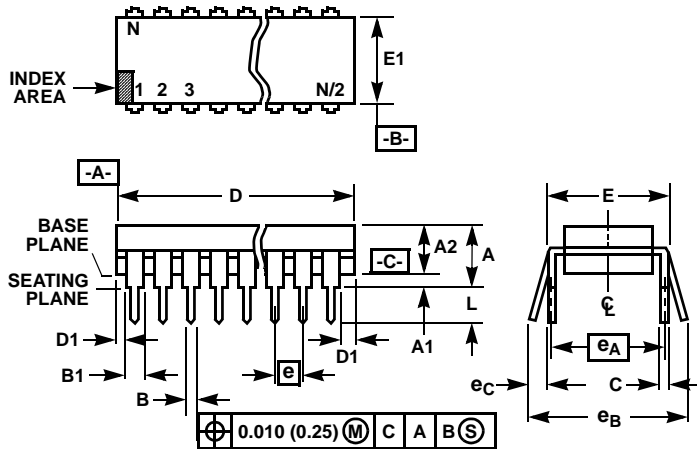 N
E1
INDEX
AREA
1 2 3 N/2
-B-
-A-
D
E
BASE
PLANE
A2
A
-C-
SEATING
PLANE
L
℄
D1
A1
D1
eA
B1
e
eC
C
B
eB
0.010 (0.25) Ⓜ C A B Ⓢ